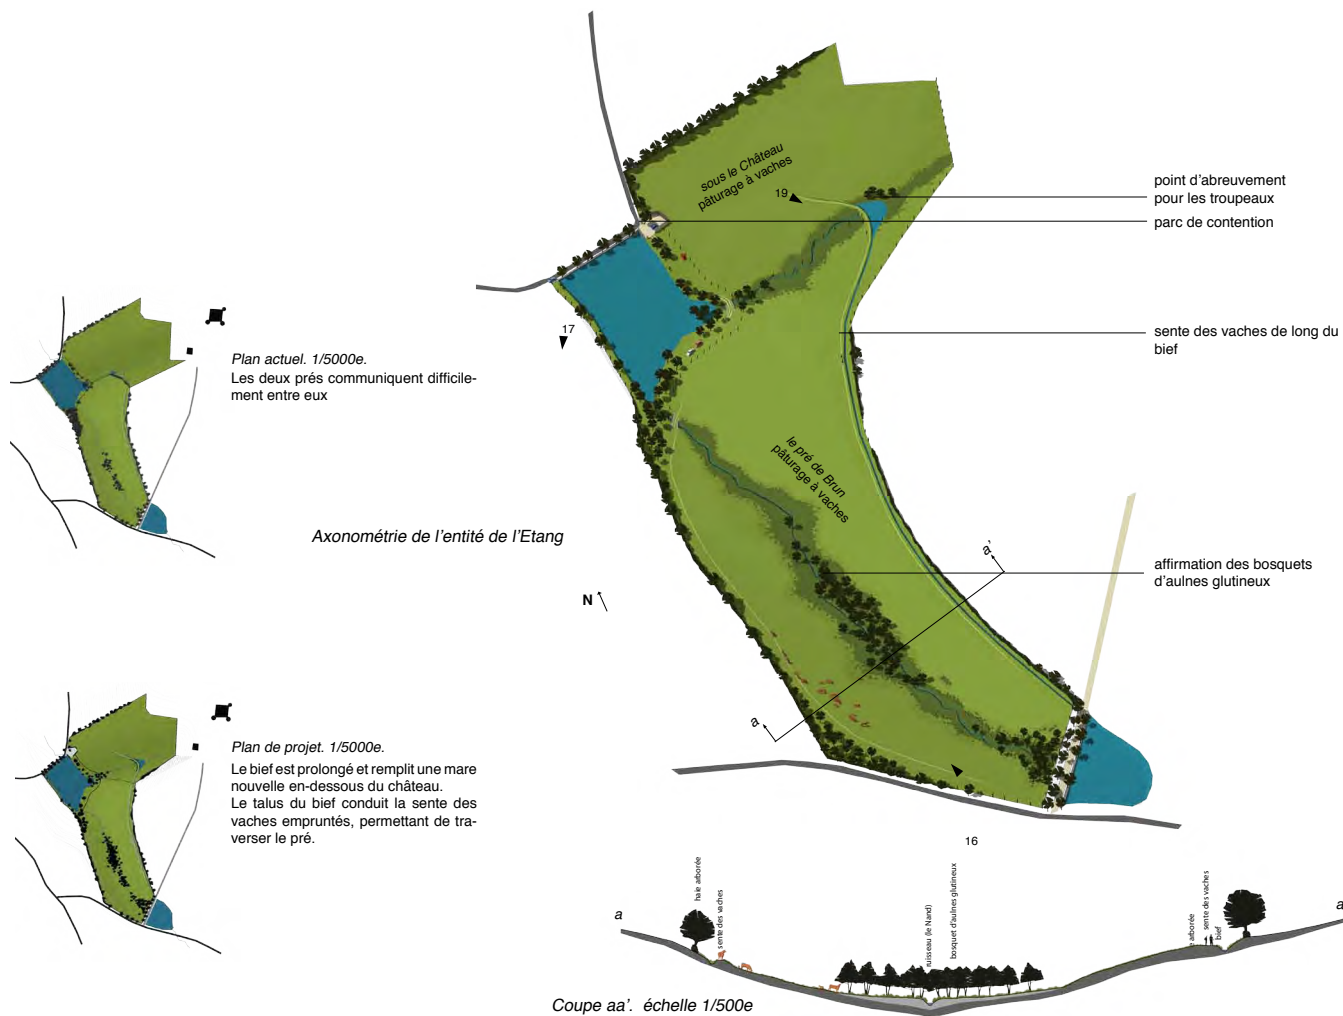 sous le Château
pâturage à vaches
19
point d'abreuvement
pour les troupeaux
parc de contention
17
sente des vaches de long du
bief
Plan actuel. 1/5000e.
Les deux prés communiquent difficile-
ment entre eux
le pré de Brun
pâturage à vaches
Axonométrie de l'entité de l'Etang
a'
affirmation des bosquets
d'aulnes glutineux
N
a
Plan de projet. 1/5000e.
Le bief est prolongé et remplit une mare
nouvelle en-dessous du château.
Le talus du bief conduit la sente des
vaches empruntés, permettant de tra-
verser le pré.
16
a
haie arborée
sente des vaches
ruisseau (le Nand)
bosquet d'aulnes glutineux
arborée
sente des vaches
bief
a
Coupe aa'. échelle 1/500e